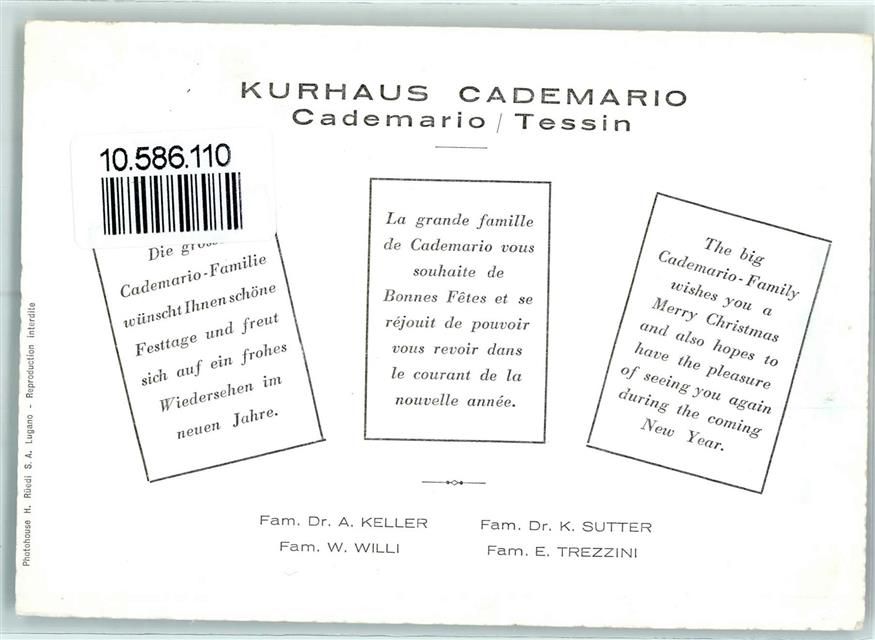 KURHAUS CADEMARIO
Cademario / Tessin
10.586.110
Die
Cademario-Familie
wünscht Ihnen schöne
Festtage und freut
sich auf ein frohes
Wiedersehen im
neuen Jahre.
La grande famille
de Cademario vous
souhaite de
Bonnes Fêtes et se
réjouit de pouvoir
vous revoir dans
le courant de la
nouvelle année.
The big
Cademario-Family
wishes you a
Merry Christmas
and also hopes to
have the pleasure
of seeing you again
during the coming
New Year.
Fam. Dr. A. KELLER
Fam. W. WILLI
Fam. Dr. K. SUTTER
Fam. E. TREZZINI
Photohouse H. Rüedi S. A. Lugano - Reproduction interdite